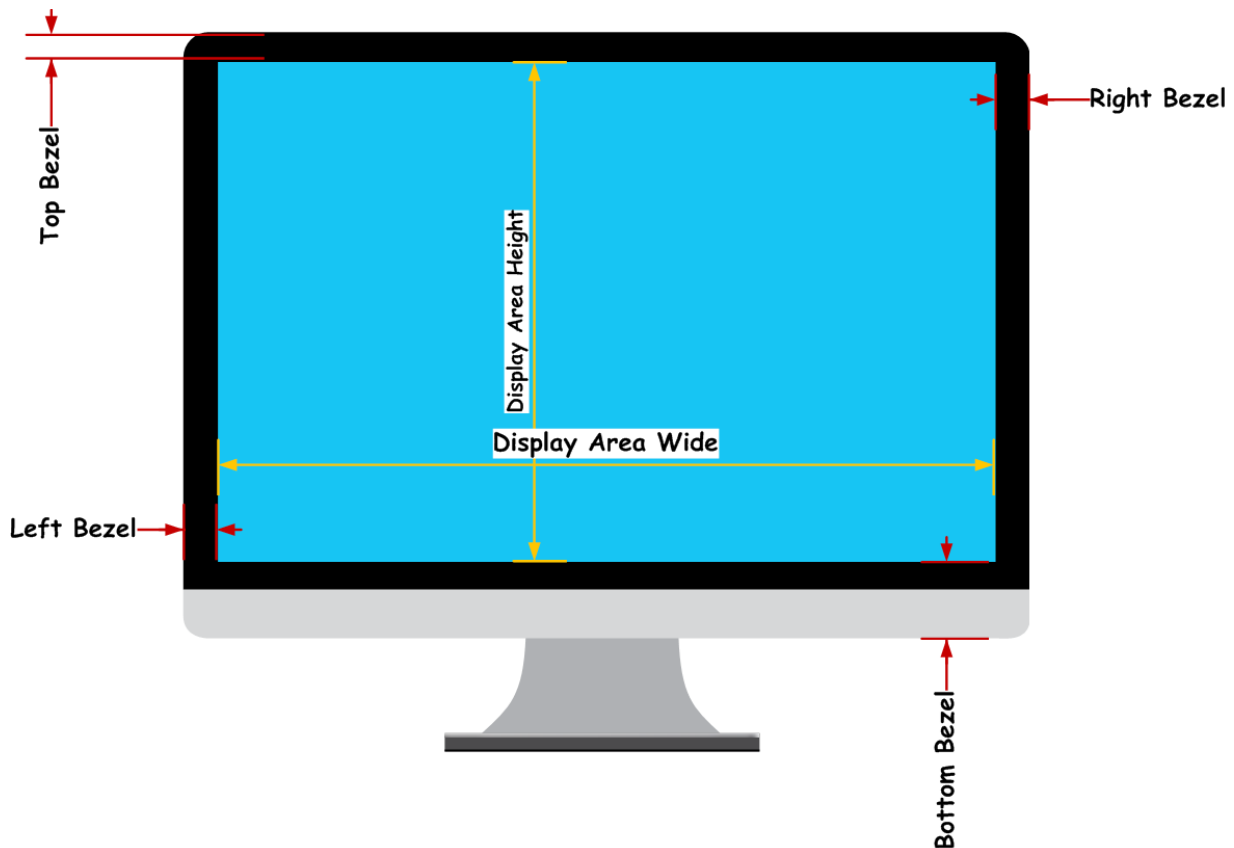 Top Bezel
Right Bezel
Display Area Height
Display Area Wide
Left Bezel
Bottom Bezel